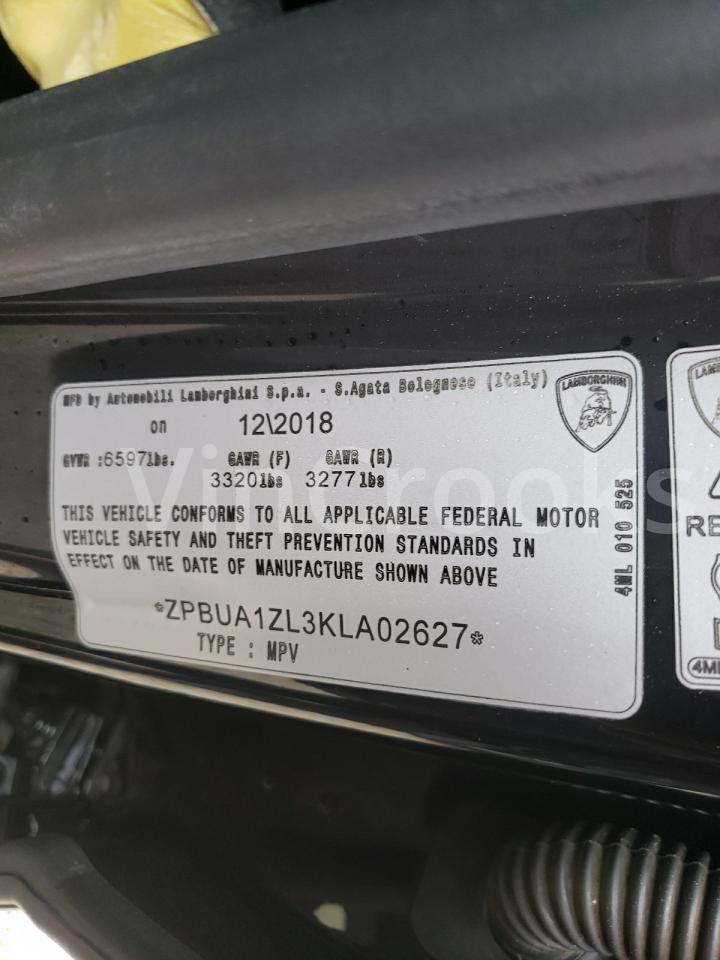 MFD by Automobili Lamborghini S.p.a. - S.Agata Bolognese (Italy)
on 12\2018
LAMBORGHINI
GVWR :6597lbs. GAWR (F) GAWR (R)
3320lbs 3277lbs
THIS VEHICLE CONFORMS TO ALL APPLICABLE FEDERAL MOTOR
VEHICLE SAFETY AND THEFT PREVENTION STANDARDS IN
EFFECT ON THE DATE OF MANUFACTURE SHOWN ABOVE
*ZPBUA1ZL3KLA02627*
TYPE : MPV
4ML 010 525
VinCrooks